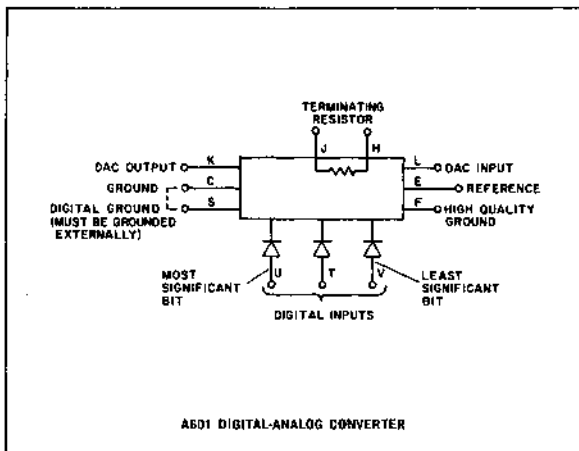 TERMINATING
RESISTOR
J H
DAC OUTPUT K L DAC INPUT
GROUND C E REFERENCE
DIGITAL GROUND S F HIGH QUALITY
(MUST BE GROUNDED GROUND
EXTERNALLY)
MOST U T V LEAST
SIGNIFICANT SIGNIFICANT
BIT BIT
DIGITAL INPUTS
A601 DIGITAL-ANALOG CONVERTER